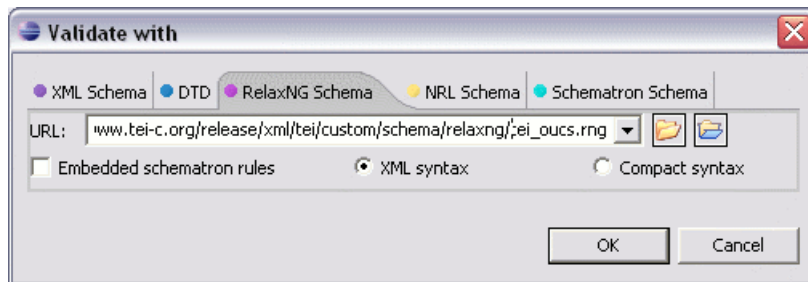 Validate with
XML Schema DTD RelaxNG Schema NRL Schema Schematron Schema
URL: www.tei-c.org/release/xml/tei/custom/schema/relaxng/tei_oucs.rng
Embedded schematron rules XML syntax Compact syntax
OK Cancel